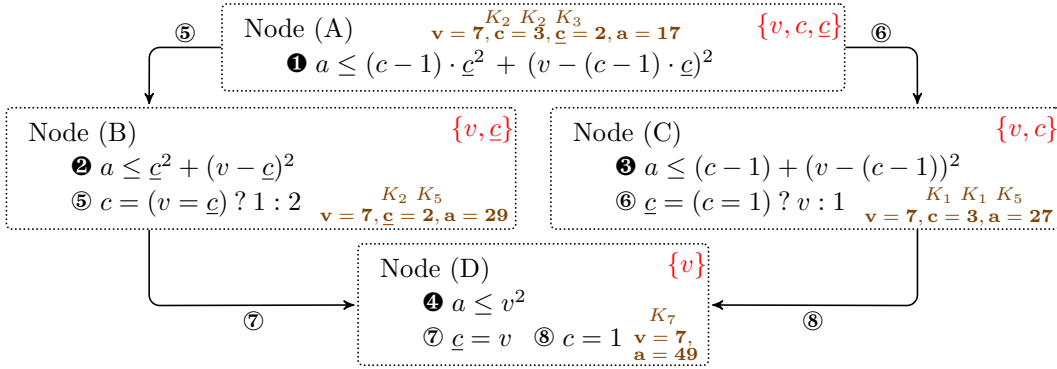 ⑤ Node (A) K₂ K₂ K₃ {v, c, c̲} ⑥
v = 7, c = 3, c̲ = 2, a = 17
❶ a ≤ (c − 1) · c̲² + (v − (c − 1) · c̲)²
Node (B) {v, c̲}
❷ a ≤ c̲² + (v − c̲)²
⑤ c = (v = c̲) ? 1 : 2 K₂ K₅
v = 7, c̲ = 2, a = 29
Node (C) {v, c}
❸ a ≤ (c − 1) + (v − (c − 1))²
⑥ c̲ = (c = 1) ? v : 1 K₁ K₁ K₅
v = 7, c = 3, a = 27
Node (D) {v}
❹ a ≤ v²
⑦ c̲ = v ⑧ c = 1 K₇
v = 7,
a = 49
⑦ ⑧